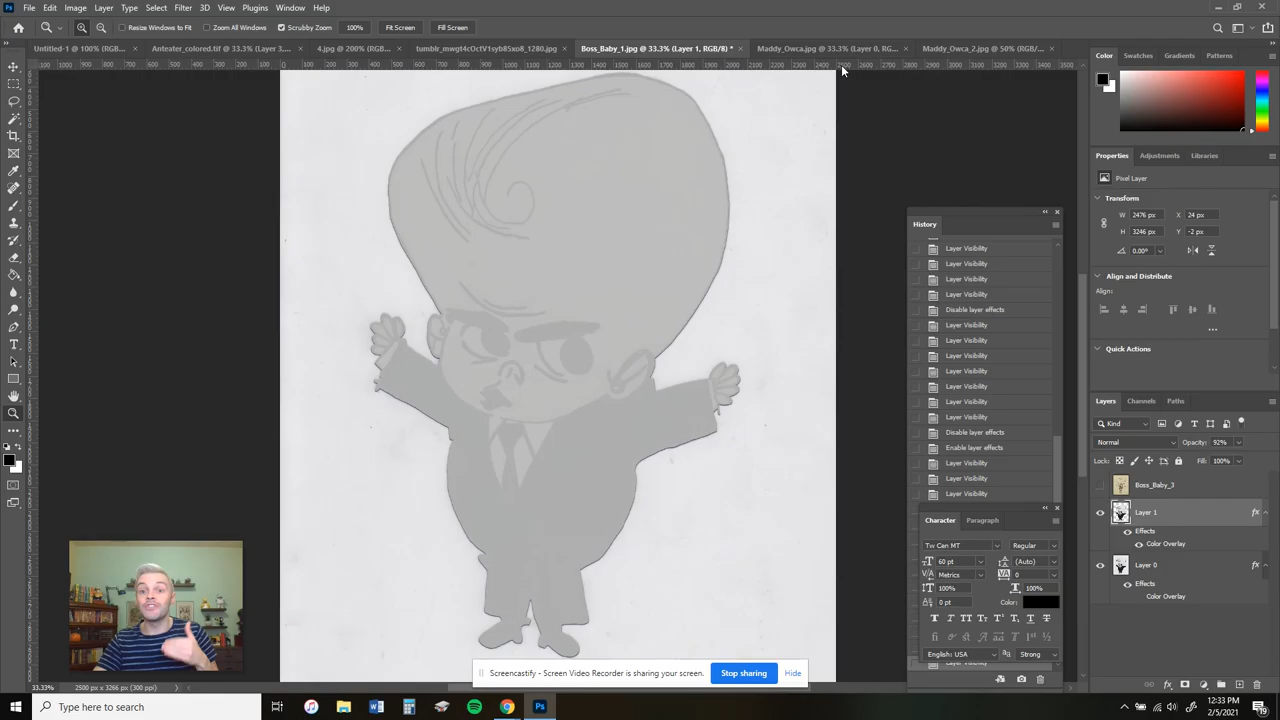 File Edit Image Layer Type Select Filter 3D View Plugins Window Help
Resize Windows to Fit Zoom All Windows Scrubby Zoom 100% Fit Screen Fill Screen
Untitled-1 @ 100% (RGB/8... × Anteater_colored.tif @ 33.3% (Layer 3,... × 4.jpg @ 200% (RGB/8... × tumblr_mwgt4cOctV1syb85xo8_1280.jpg × Boss_Baby_1.jpg @ 33.3% (Layer 1, RGB/8) * × Maddy_Owca.jpg @ 33.3% (Layer 0, RG... × Maddy_Owca_2.jpg @ 50% (RGB/... ×
Color Swatches Gradients Patterns
Properties Adjustments Libraries
Pixel Layer
Transform
W 2476 px X 24 px
H 3246 px Y -2 px
0.00°
Align and Distribute
Align:
...
Quick Actions
History
Layer Visibility
Layer Visibility
Layer Visibility
Layer Visibility
Disable layer effects
Layer Visibility
Layer Visibility
Layer Visibility
Layer Visibility
Layer Visibility
Layer Visibility
Layer Visibility
Disable layer effects
Enable layer effects
Layer Visibility
Layer Visibility
Layer Visibility
Character Paragraph
Tw Cen MT Regular
60 pt (Auto)
Metrics 0
100% 100%
0 pt Color:
English: USA Strong
Layer Visibility
Layers Channels Paths
Kind
Normal Opacity: 92%
Lock: Fill: 100%
Boss_Baby_3
Layer 1 fx
Effects
Color Overlay
Layer 0 fx
Effects
Color Overlay
Screencastify - Screen Video Recorder is sharing your screen. Stop sharing Hide
33.33% 2500 px x 3266 px (300 ppi)
Type here to search
12:33 PM
2/5/2021